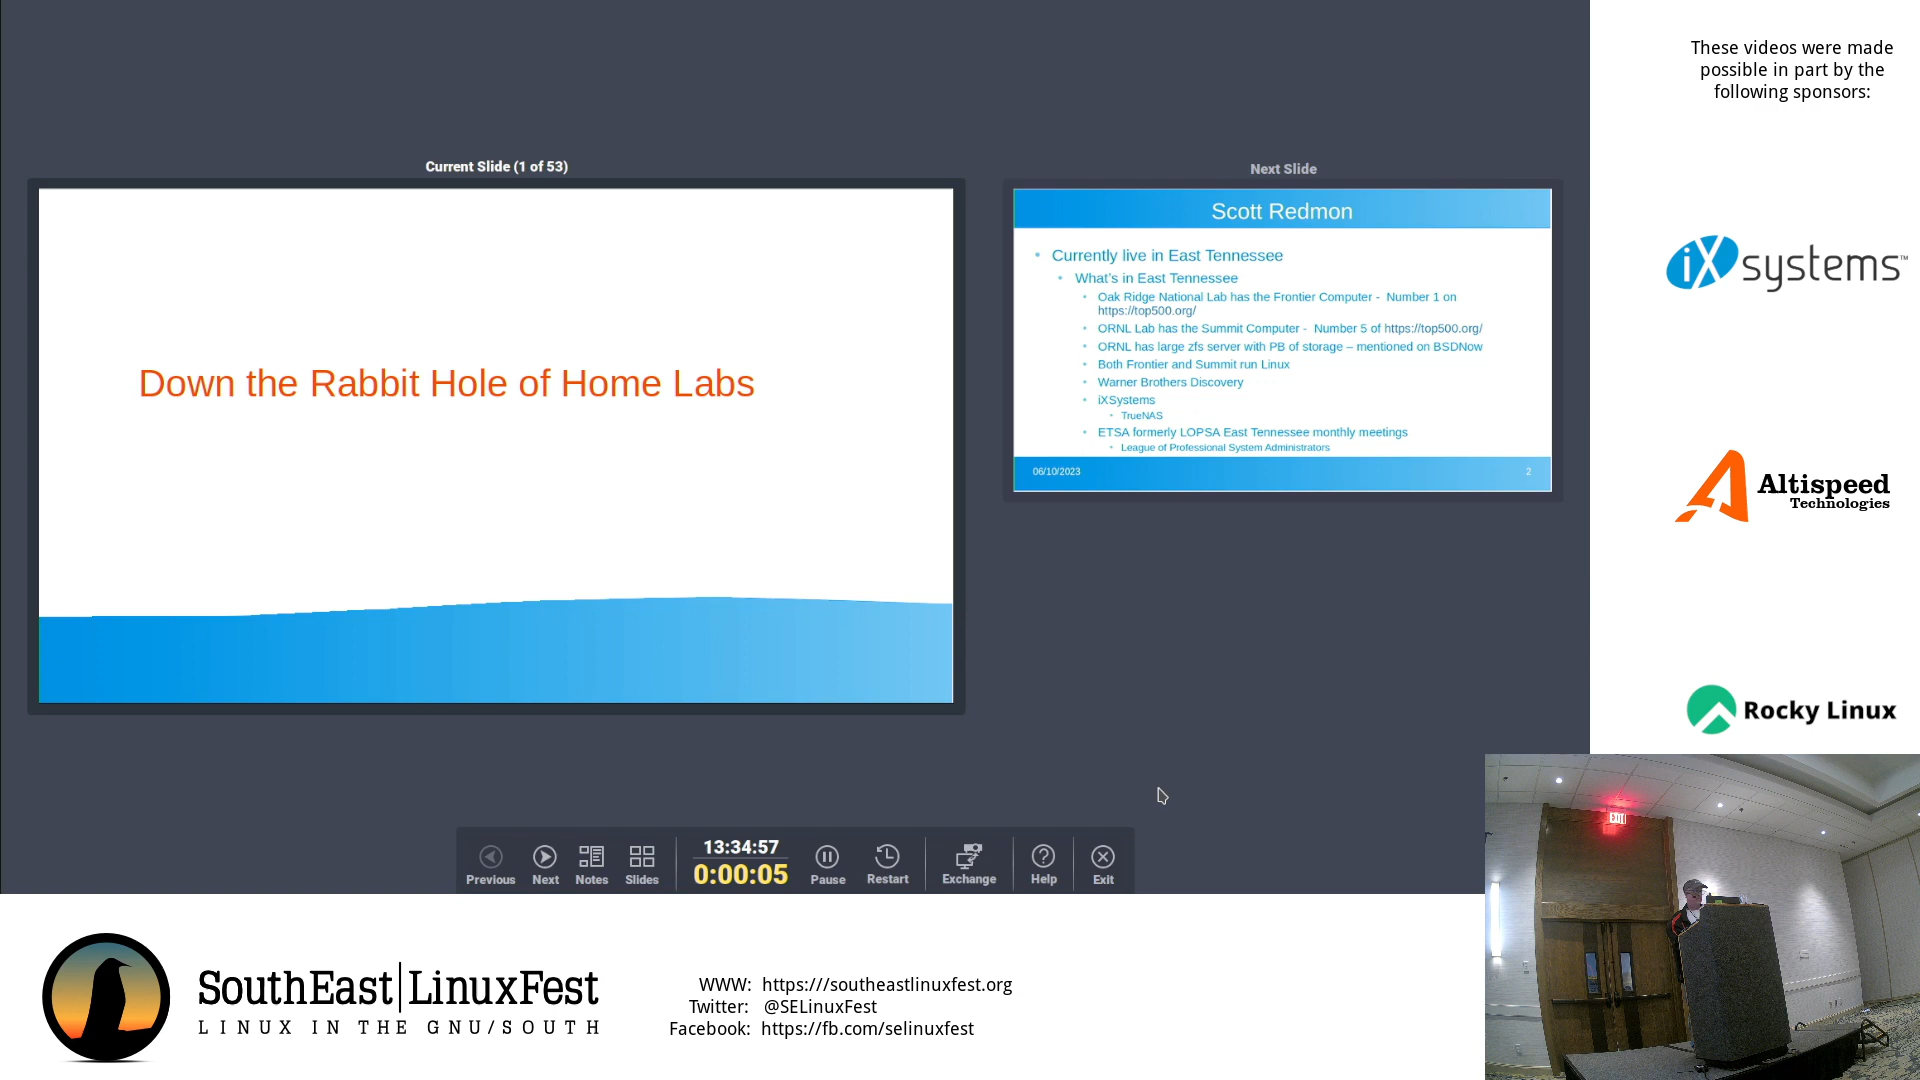 These videos were made
possible in part by the
following sponsors:
Current Slide (1 of 53)
Next Slide
Down the Rabbit Hole of Home Labs
Scott Redmon
• Currently live in East Tennessee
• What's in East Tennessee
• Oak Ridge National Lab has the Frontier Computer - Number 1 on
https://top500.org/
• ORNL Lab has the Summit Computer - Number 5 of https://top500.org/
• ORNL has large zfs server with PB of storage – mentioned on BSDNow
• Both Frontier and Summit run Linux
• Warner Brothers Discovery
• iXSystems
• TrueNAS
• ETSA formerly LOPSA East Tennessee monthly meetings
• League of Professional System Administrators
06/10/2023 2
iXsystems™
Altispeed
Technologies
Rocky Linux
EXIT
13:34:57
0:00:05
Previous Next Notes Slides Pause Restart Exchange Help Exit
SouthEast|LinuxFest
LINUX IN THE GNU/SOUTH
WWW: https:///southeastlinuxfest.org
Twitter: @SELinuxFest
Facebook: https://fb.com/selinuxfest